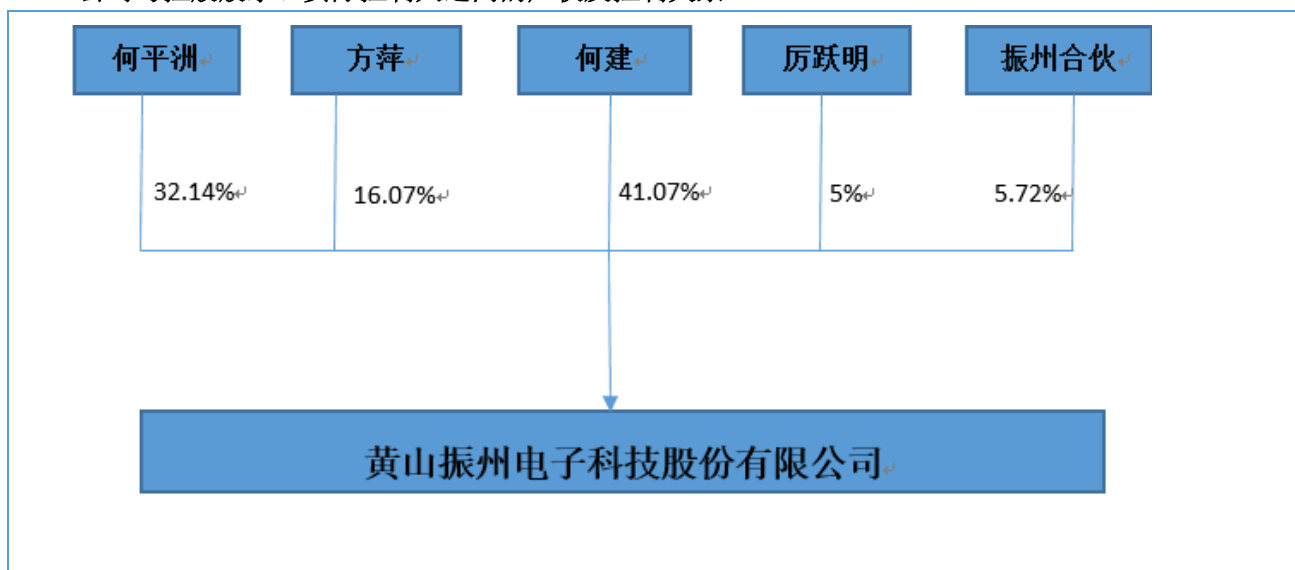 何平洲
方萍
何建
厉跃明
振州合伙
32.14%
16.07%
41.07%
5%
5.72%
黄山振州电子科技股份有限公司